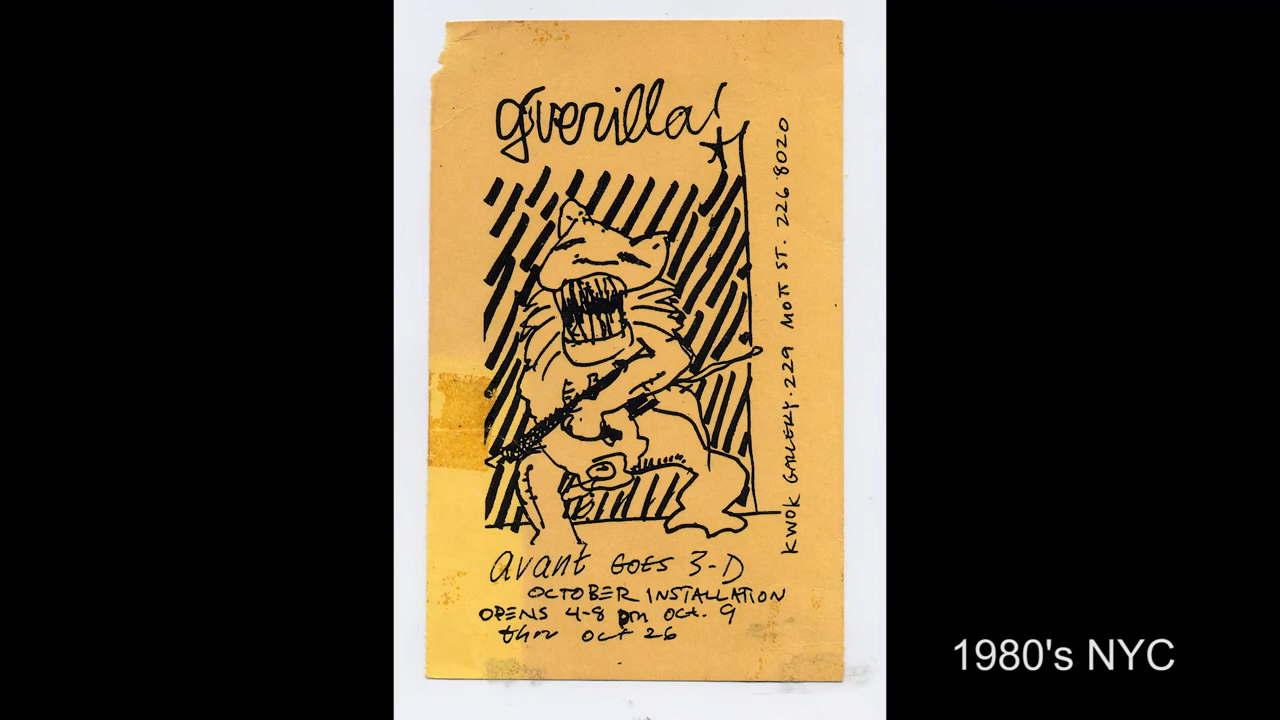 guerilla!
KWOK GALLERY. 229 MOTT ST. 226 8020
avant GOES 3-D
OCTOBER INSTALLATION
OPENS 4-8 pm Oct. 9
thru Oct 26
1980's NYC